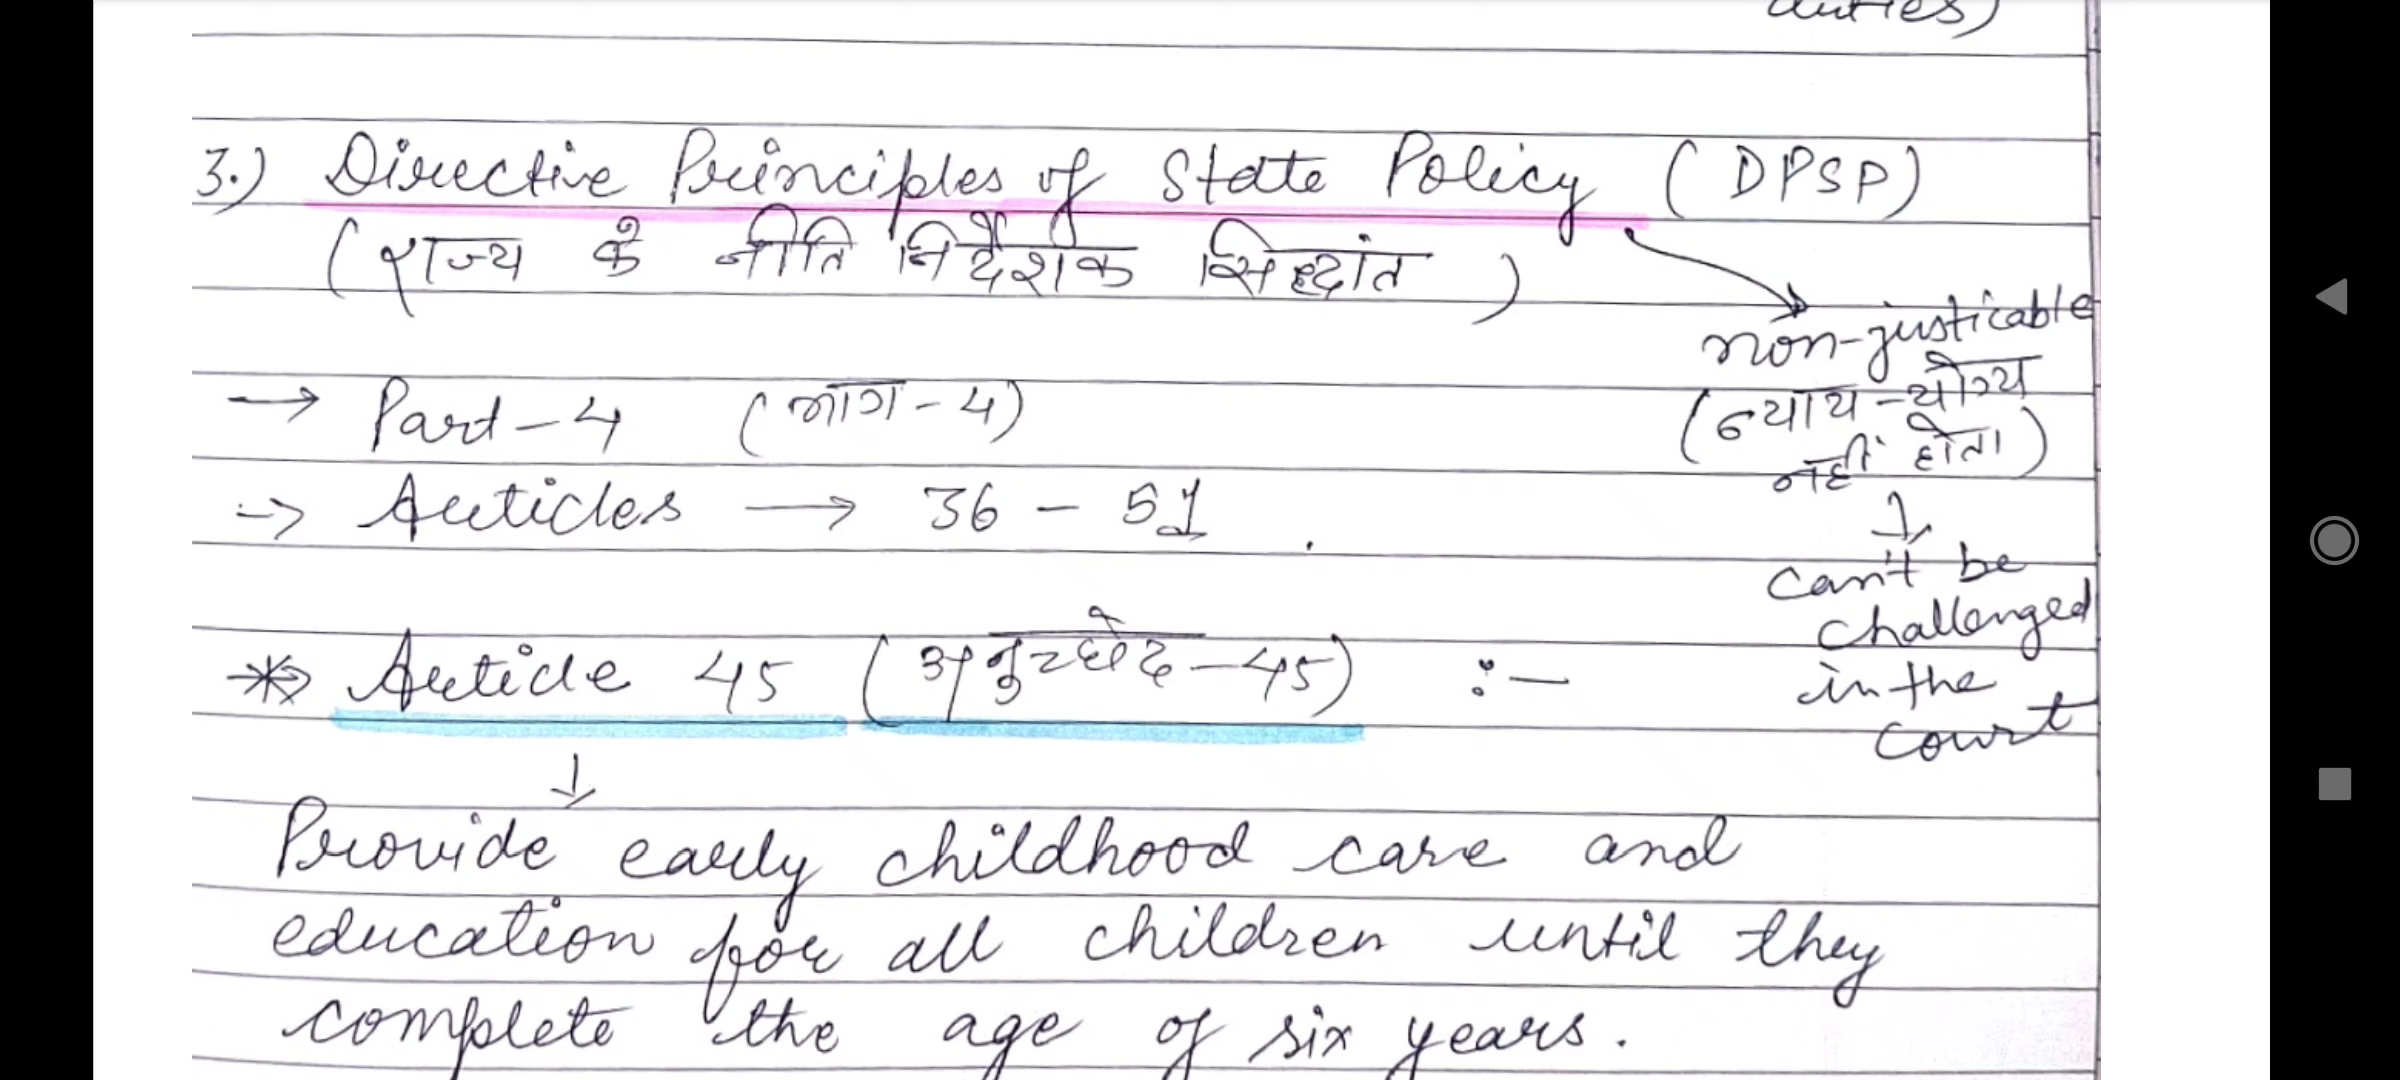 duties)
3.) Directive Principles of State Policy (DPSP)
(राज्य के नीति निर्देशक सिद्धांत)
non-justicable
(न्याय-योग्य
नहीं होता)
↓
can't be
challenged
in the
court
→ Part-4 (भाग-4)
→ Articles → 36 - 51
* Article 45 (अनुच्छेद-45) :-
↓
Provide early childhood care and
education for all children until they
complete the age of six years.